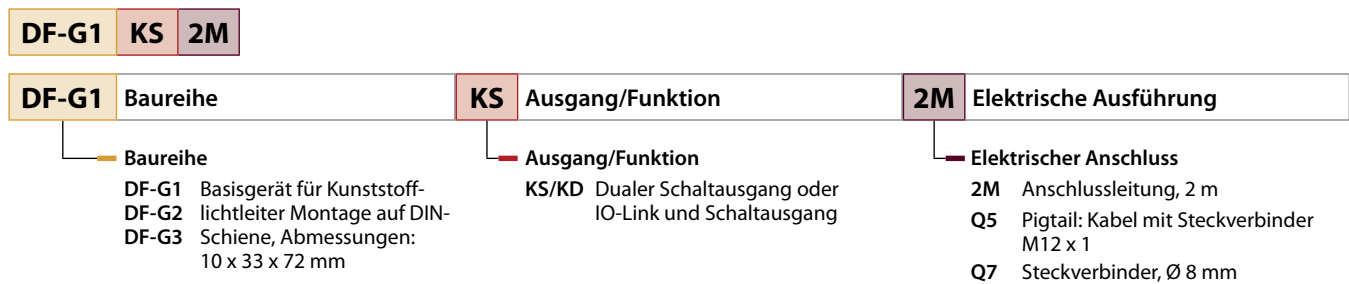 DF-G1 KS 2M
DF-G1 Baureihe KS Ausgang/Funktion 2M Elektrische Ausführung
Baureihe
DF-G1 Basisgerät für Kunststoff-
DF-G2 lichtleiter Montage auf DIN-
DF-G3 Schiene, Abmessungen:
10 x 33 x 72 mm
Ausgang/Funktion
KS/KD Dualer Schaltausgang oder
IO-Link und Schaltausgang
Elektrischer Anschluss
2M Anschlussleitung, 2 m
Q5 Pigtail: Kabel mit Steckverbinder
M12 x 1
Q7 Steckverbinder, Ø 8 mm